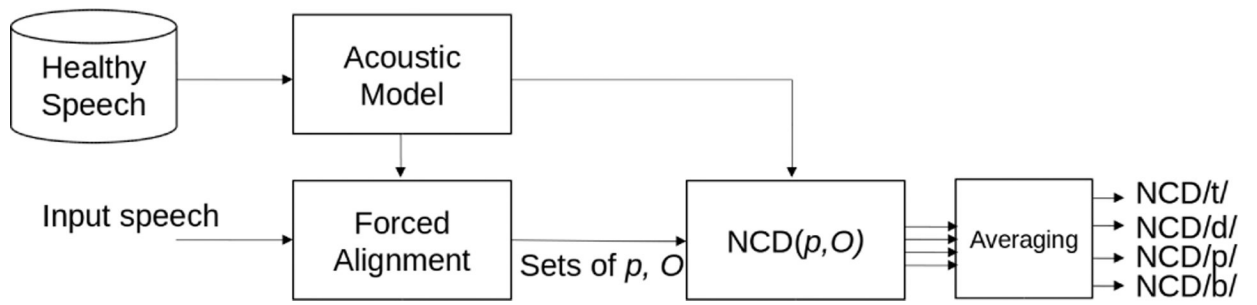 Healthy
Speech
Acoustic
Model
Input speech
Forced
Alignment
Sets of p, O
NCD(p,O)
Averaging
NCD/t/
NCD/d/
NCD/p/
NCD/b/